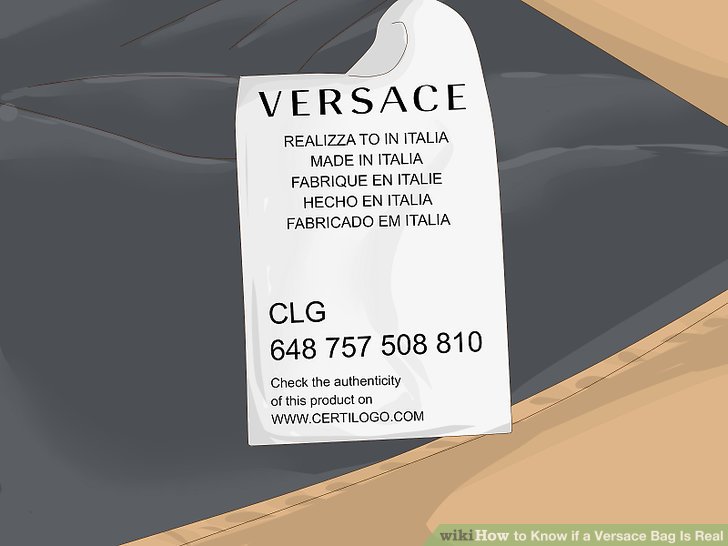 VERSACE
REALIZZA TO IN ITALIA
MADE IN ITALIA
FABRIQUE EN ITALIE
HECHO EN ITALIA
FABRICADO EM ITALIA
CLG
648 757 508 810
Check the authenticity
of this product on
WWW.CERTILOGO.COM
wikiHow to Know if a Versace Bag Is Real